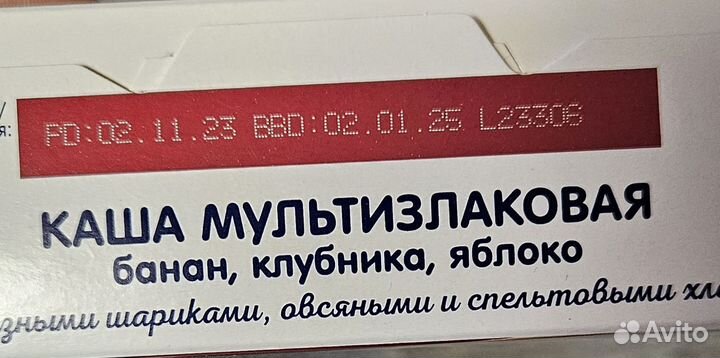 я:
PD:02.11.23 BBD:02.01.25 L23306
КАША МУЛЬТИЗЛАКОВАЯ
банан, клубника, яблоко
шариками, овсяными и спельтовыми
Avito